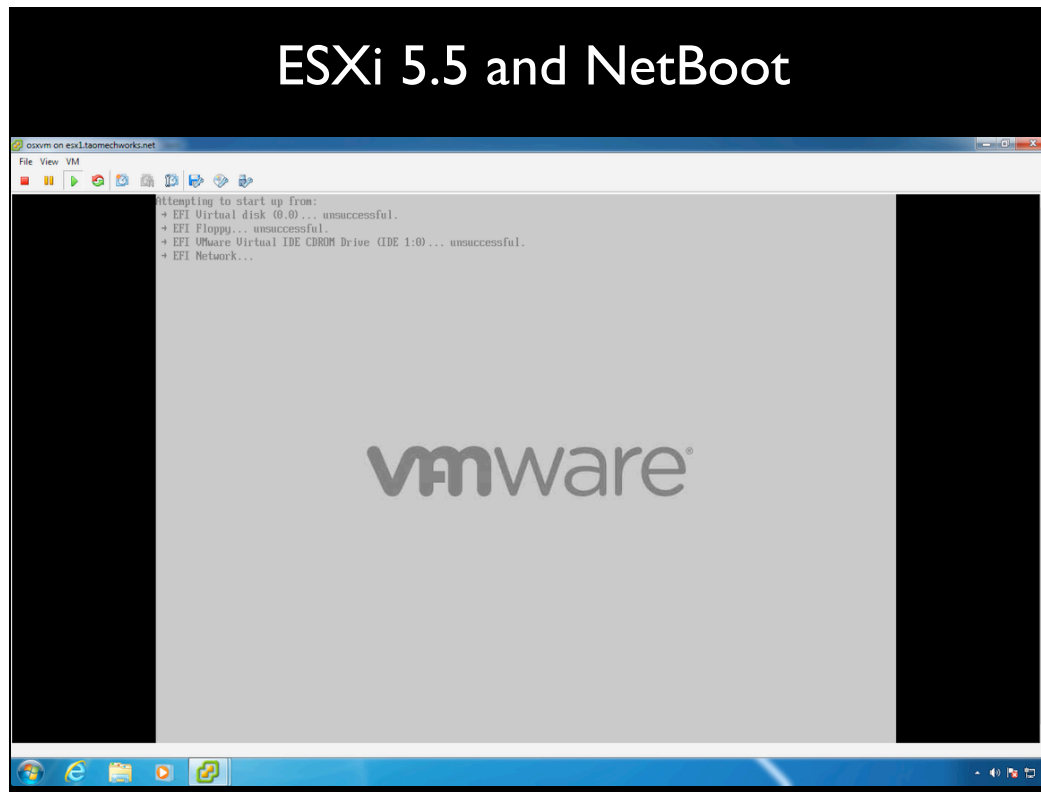 ESXi 5.5 and NetBoot
osxvm on esx1.taomechworks.net
File View VM
Attempting to start up from:
→ EFI Virtual disk (0.0)... unsuccessful.
→ EFI Floppy... unsuccessful.
→ EFI VMware Virtual IDE CDROM Drive (IDE 1:0)... unsuccessful.
→ EFI Network...
vmware®